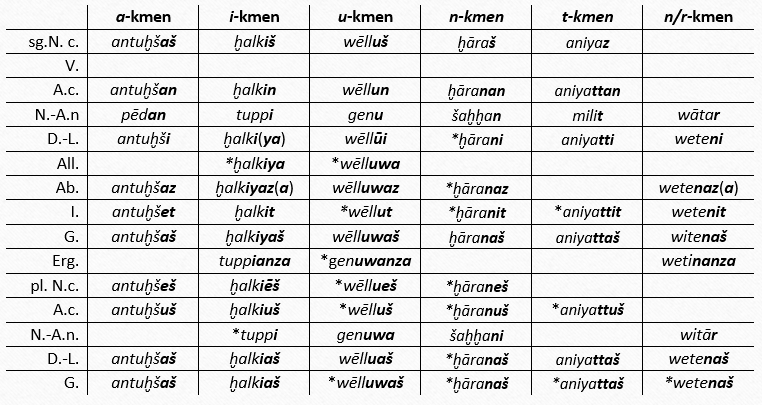 a-kmen i-kmen u-kmen n-kmen t-kmen n/r-kmen
sg.N. c. antuḫšaš ḫalkiš wēlluš ḫāraš aniyaz
V.
A.c. antuḫšan ḫalkin wēllun ḫāranan aniyattan
N.-A.n pēdan tuppi genu šaḫḫan milit wātar
D.-L. antuḫši ḫalki(ya) wēllūi *ḫārani aniyatti weteni
All. *ḫalkiya *wēlluwa
Ab. antuḫšaz ḫalkiyaz(a) wēlluwaz *ḫāranaz wetenaz(a)
I. antuḫšet ḫalkit *wēllut *ḫāranit *aniyattit wetenit
G. antuḫšaš ḫalkiyaš wēlluwaš ḫāranaš aniyattaš witenaš
Erg. tuppianza *genuwanza wetinanza
pl. N.c. antuḫšeš ḫalkiēš *wēllueš *ḫāraneš
A.c. antuḫšuš ḫalkiuš *wēlluš *ḫāranuš *aniyattuš
N.-A.n. *tuppi genuwa šaḫḫani witār
D.-L. antuḫšaš ḫalkiaš wēlluaš *ḫāranaš aniyattaš wetenaš
G. antuḫšaš ḫalkiaš *wēlluwaš *ḫāranaš *aniyattaš *wetenaš